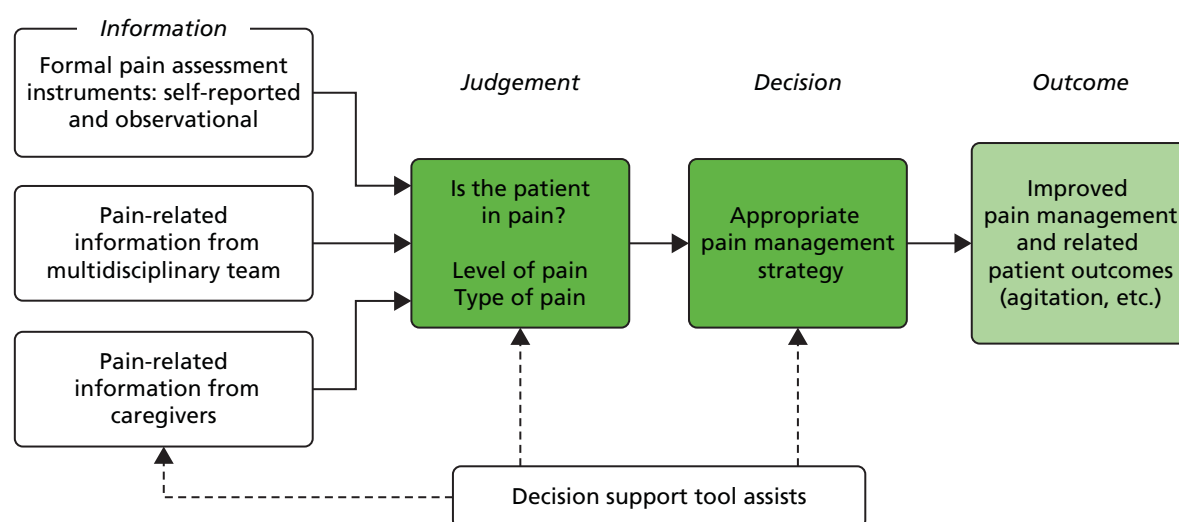 Information
Formal pain assessment
instruments: self-reported
and observational
Pain-related
information from
multidisciplinary team
Pain-related
information from
caregivers
Judgement
Is the patient
in pain?
Level of pain
Type of pain
Decision
Appropriate
pain management
strategy
Outcome
Improved
pain management
and related
patient outcomes
(agitation, etc.)
Decision support tool assists